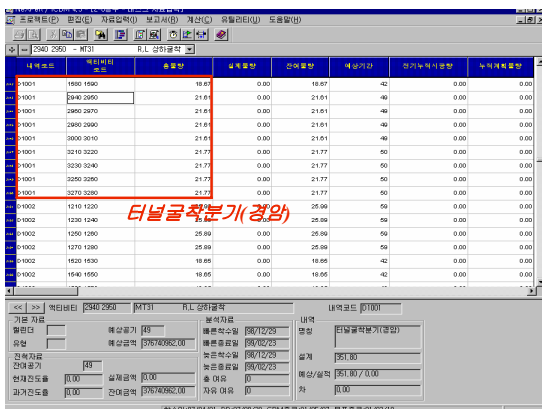 프로젝트(P) 편집(E) 자료입력(I) 보고서(R) 계산(C) 유틸리티(U) 도움말(H)
2940 2950 - MT31 R,L 상하굴착
내역코드 액티비티 코드 총물량 실제물량 잔여물량 예상기간 전기누적시공량 누적계획물량
D1001 1580 1590 18.67 0.00 18.67 42 0.00 0.00
D1001 2940 2950 21.61 0.00 21.61 49 0.00 0.00
D1001 2960 2970 21.61 0.00 21.61 49 0.00 0.00
D1001 2980 2990 21.61 0.00 21.61 49 0.00 0.00
D1001 3000 3010 21.61 0.00 21.61 49 0.00 0.00
D1001 3210 3220 21.77 0.00 21.77 50 0.00 0.00
D1001 3230 3240 21.77 0.00 21.77 50 0.00 0.00
D1001 3250 3260 21.77 0.00 21.77 50 0.00 0.00
D1001 3270 3280 21.77 0.00 21.77 50 0.00 0.00
D1002 1210 1220 25.99 59 0.00 0.00
터널굴착분기(경암)
D1002 1230 1240 25.89 59 0.00 0.00
D1002 1250 1260 25.89 0.00 25.89 59 0.00 0.00
D1002 1270 1280 25.89 0.00 25.89 59 0.00 0.00
D1002 1520 1530 18.66 0.00 18.66 42 0.00 0.00
D1002 1540 1550 18.66 0.00 18.66 42 0.00 0.00
<< >> 액티비티 2940 2950 MT31 R,L 상하굴착 내역코드 D1001
기본 자료 분석자료 내역
캘린더 예상공기 49 빠른착수일 98/12/29 명칭 터널굴착분기(경암)
유형 예상금액 376740962.00 빠른종료일 99/02/23
진척자료 늦은착수일 98/12/29 설계 351.80
잔여공기 49 늦은종료일 99/02/23
현재진도율 0.00 실제금액 0.00 총 여유 0 예상/실적 351.80 / 0.00
과거진도율 0.00 잔여금액 376740962.00 자유 여유 0 차 0.00